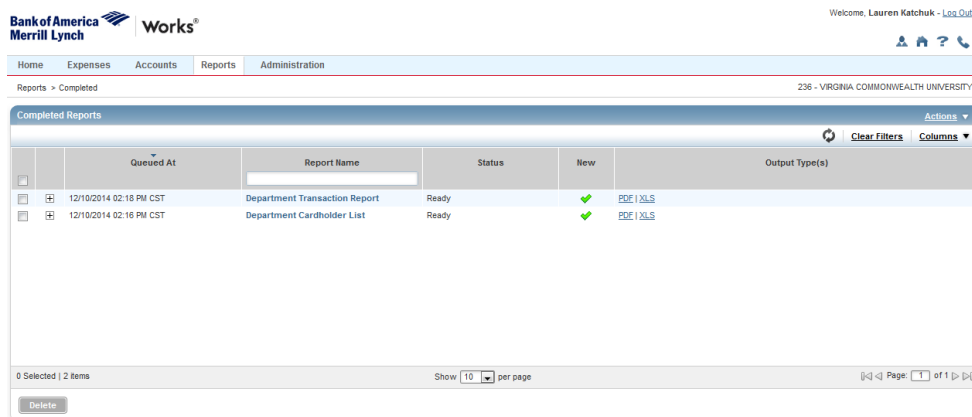 Welcome, Lauren Katchuk - Log Out
Bank of America
Merrill Lynch
Works®
Home Expenses Accounts Reports Administration
Reports > Completed
236 - VIRGINIA COMMONWEALTH UNIVERSITY
Completed Reports
Actions
Clear Filters Columns
Queued At Report Name Status New Output Type(s)
12/10/2014 02:18 PM CST Department Transaction Report Ready PDF | XLS
12/10/2014 02:16 PM CST Department Cardholder List Ready PDF | XLS
0 Selected | 2 items Show 10 per page Page: 1 of 1
Delete